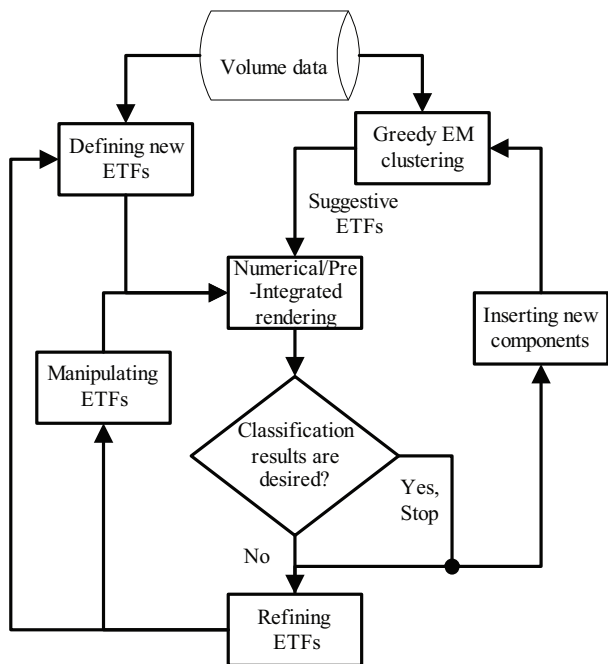 Volume data
Defining new
ETFs
Greedy EM
clustering
Suggestive
ETFs
Numerical/Pre
-Integrated
rendering
Inserting new
components
Manipulating
ETFs
Classification
results are
desired?
Yes,
Stop
No
Refining
ETFs